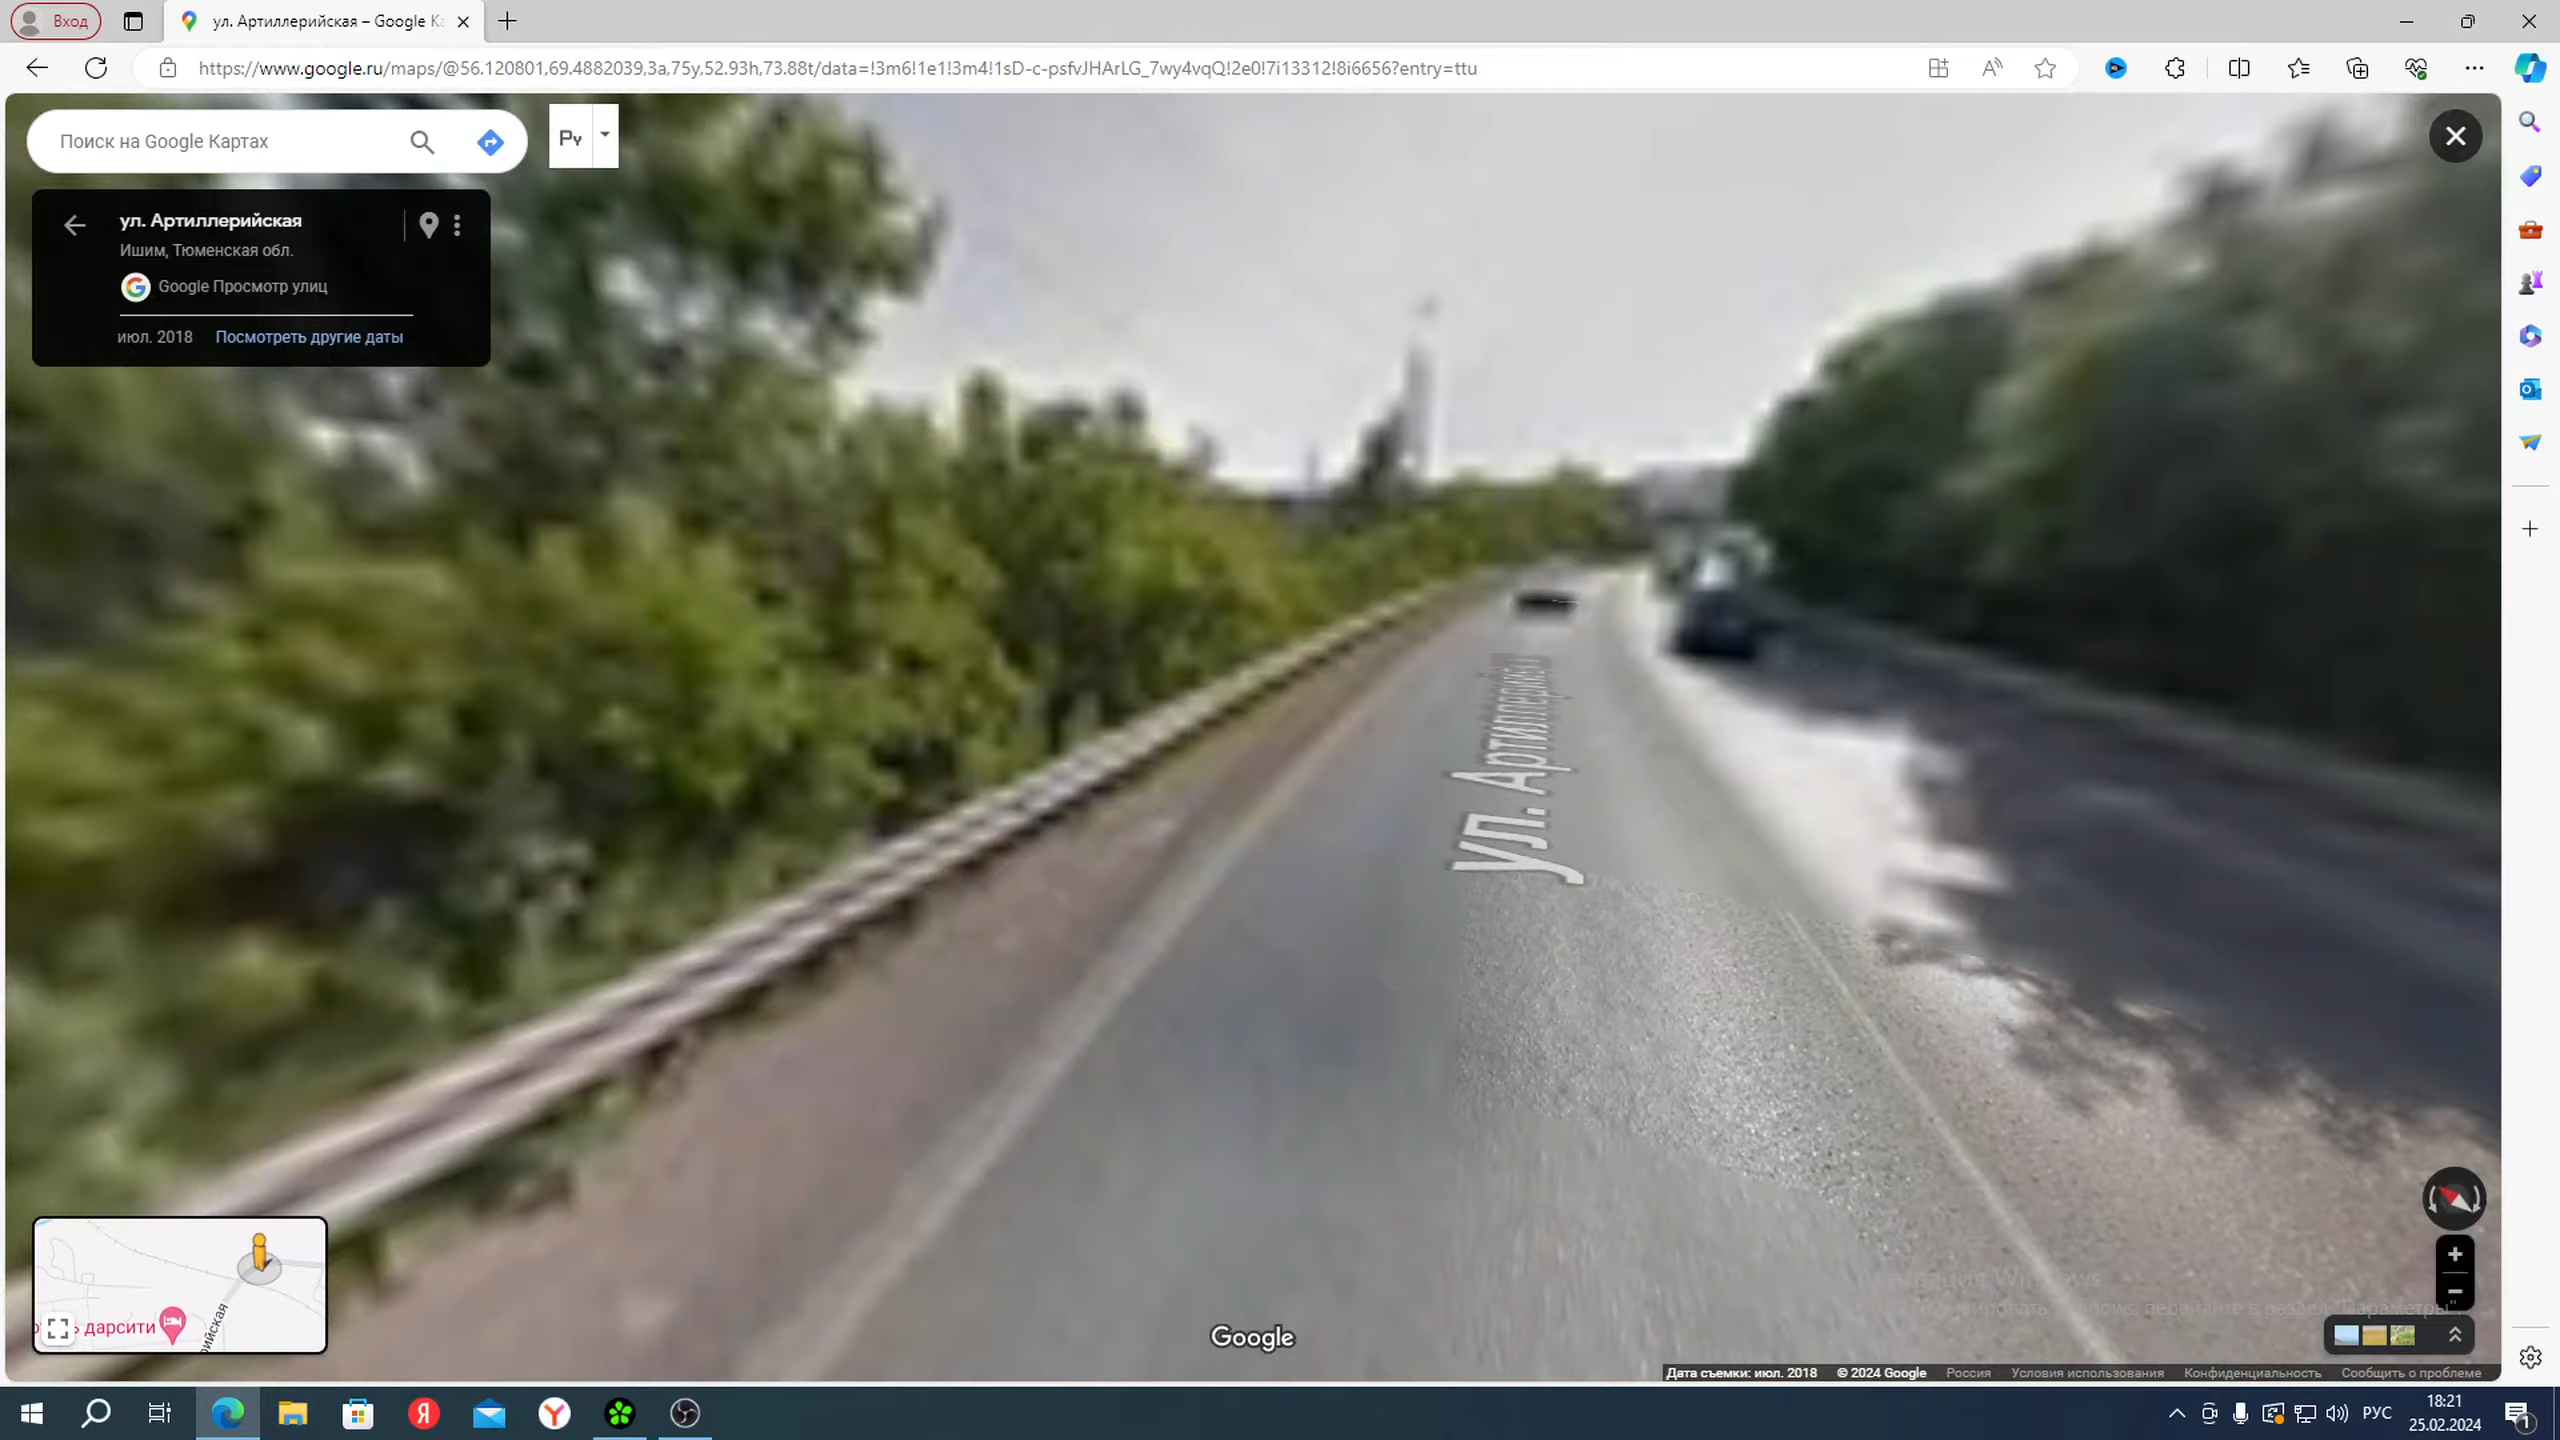 Вход
ул. Артиллерийская – Google Ка
https://www.google.ru/maps/@56.120801,69.4882039,3a,75y,52.93h,73.88t/data=!3m6!1e1!3m4!1sD-c-psfvJHArLG_7wy4vqQ!2e0!7i13312!8i6656?entry=ttu
Поиск на Google Картах
Ру
ул. Артиллерийская
Ишим, Тюменская обл.
Google Просмотр улиц
июл. 2018 Посмотреть другие даты
ул. Артиллерийская
дарсити
Google
Дата съемки: июл. 2018 © 2024 Google Россия Условия использования Конфиденциальность Сообщить о проблеме
РУС
18:21
25.02.2024
1